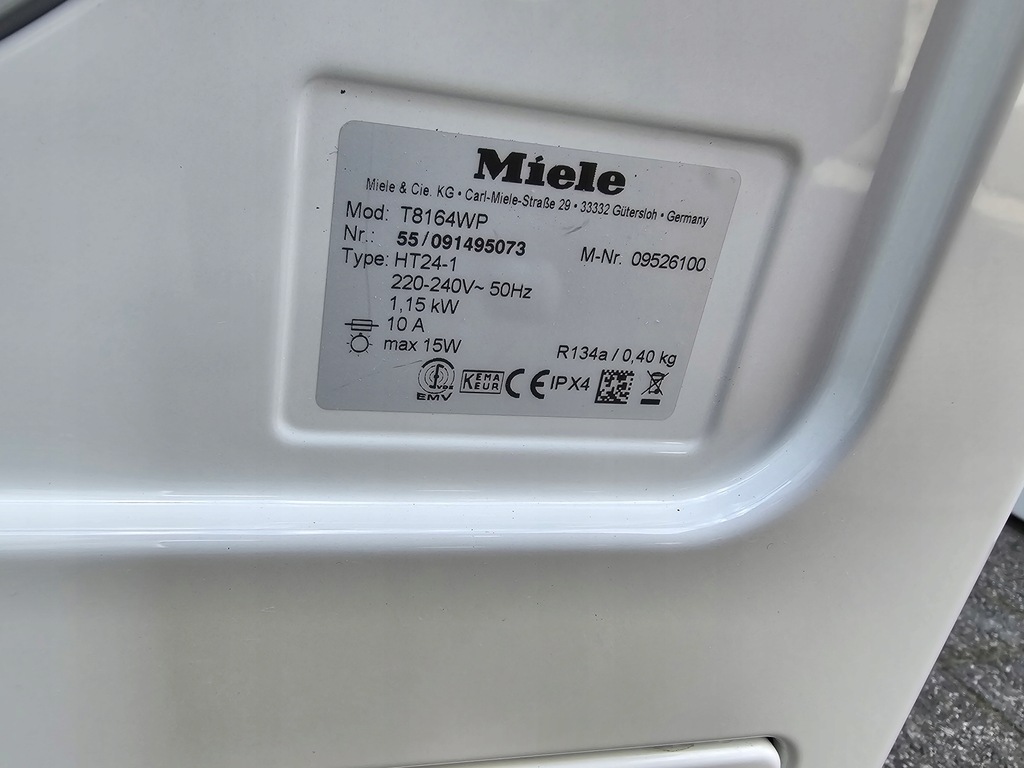 Miele
Miele & Cie. KG • Carl-Miele-Straße 29 • 33332 Gütersloh • Germany
Mod: T8164WP
Nr.: 55/091495073 M-Nr. 09526100
Type: HT24-1
220-240V~ 50Hz
1,15 kW
10 A
max 15W R134a / 0,40 kg
VDE EMV KEMA KEUR CE IPX4